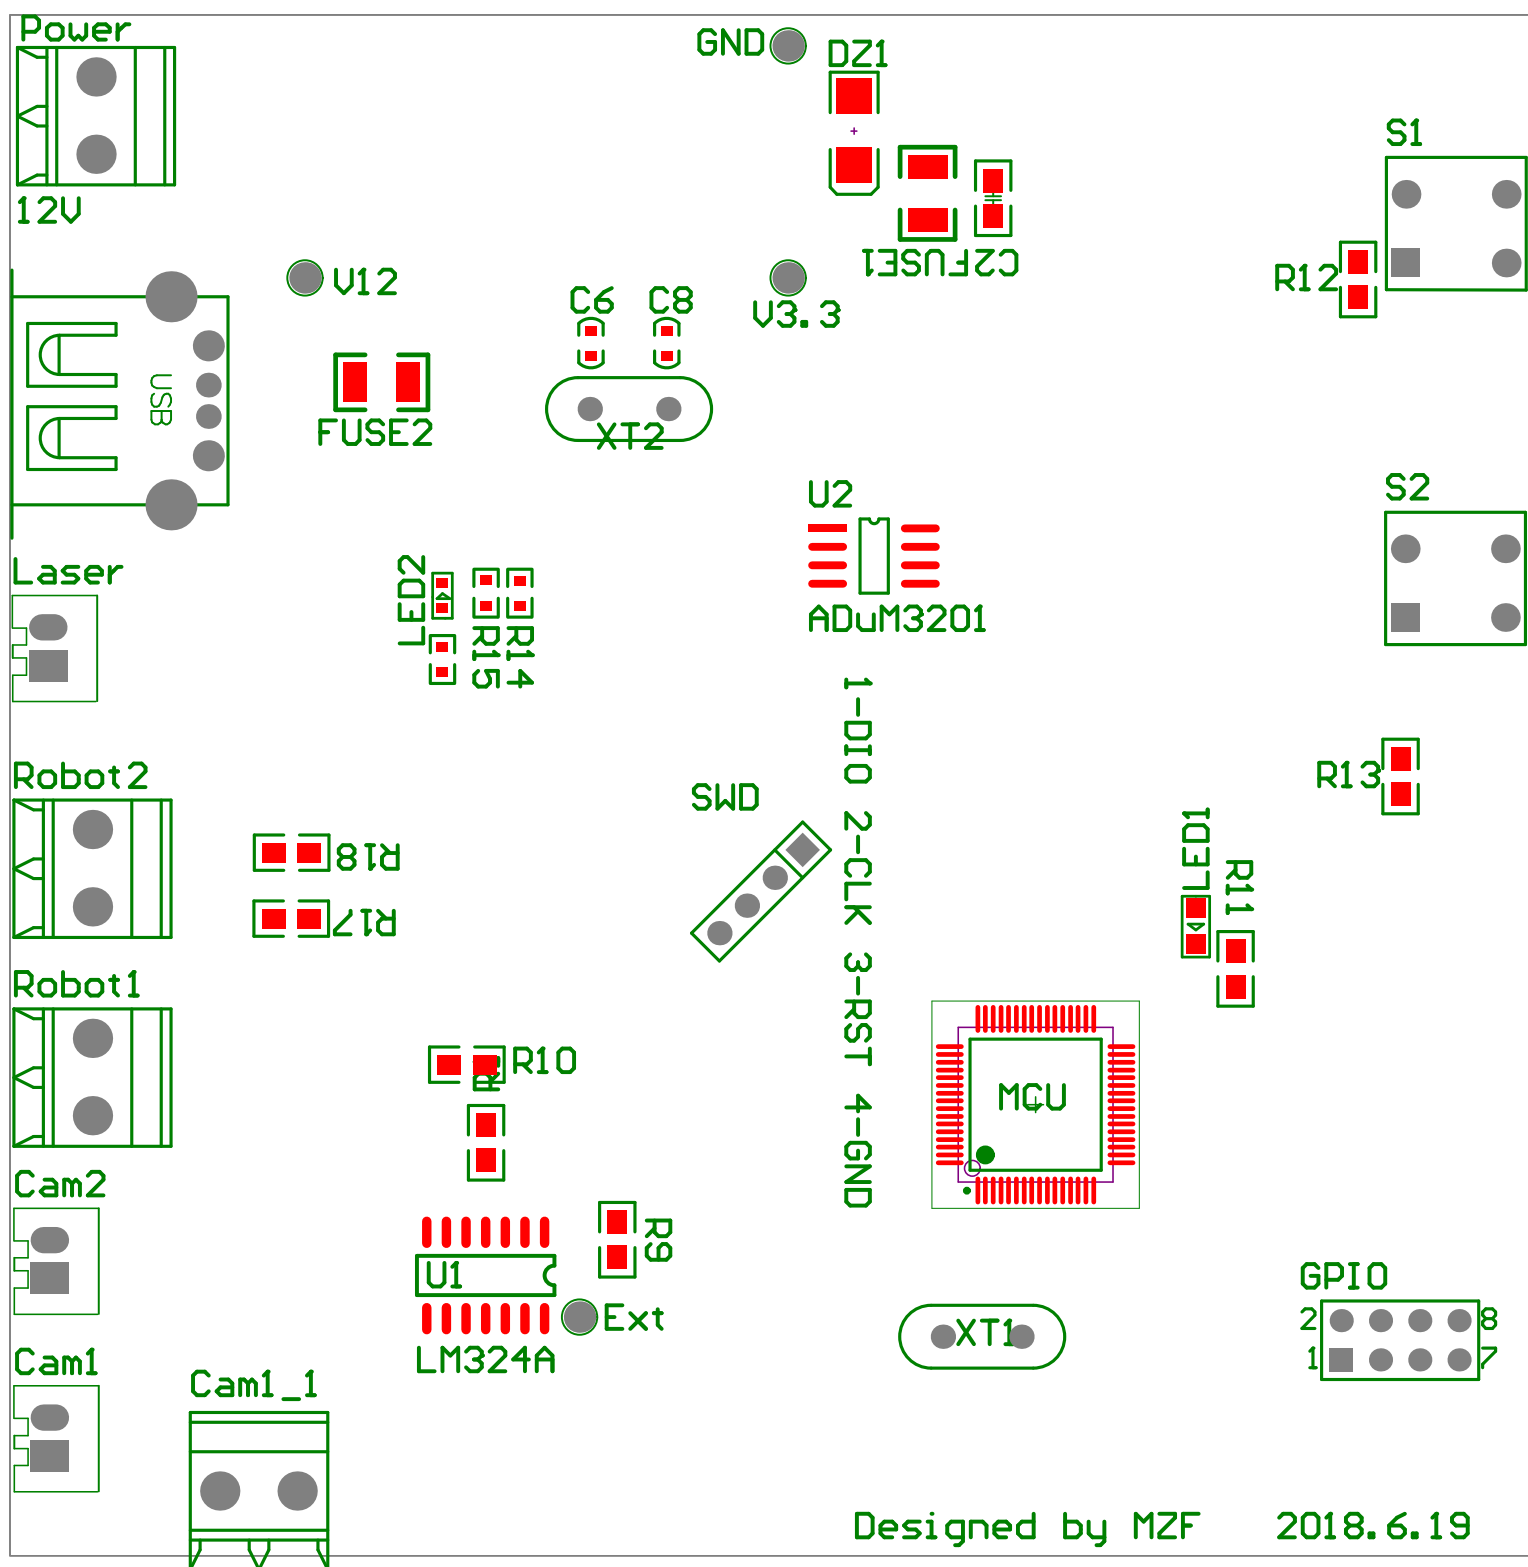 Power
GND
DZ1
S1
12V
C2FUSE1
R12
V12
C6
C8
V3.3
USB
FUSE2
XT2
S2
U2
Laser
LED2
ADuM3201
R15
R14
1-DIO 2-CLK 3-RST 4-GND
Robot2
SWD
R13
LED1
R18
R11
R17
Robot1
R10
MCU
Cam2
R9
U1
GPIO
Ext
2
8
XT1
Cam1
LM324A
1
7
Cam1_1
Designed by MZF 2018.6.19